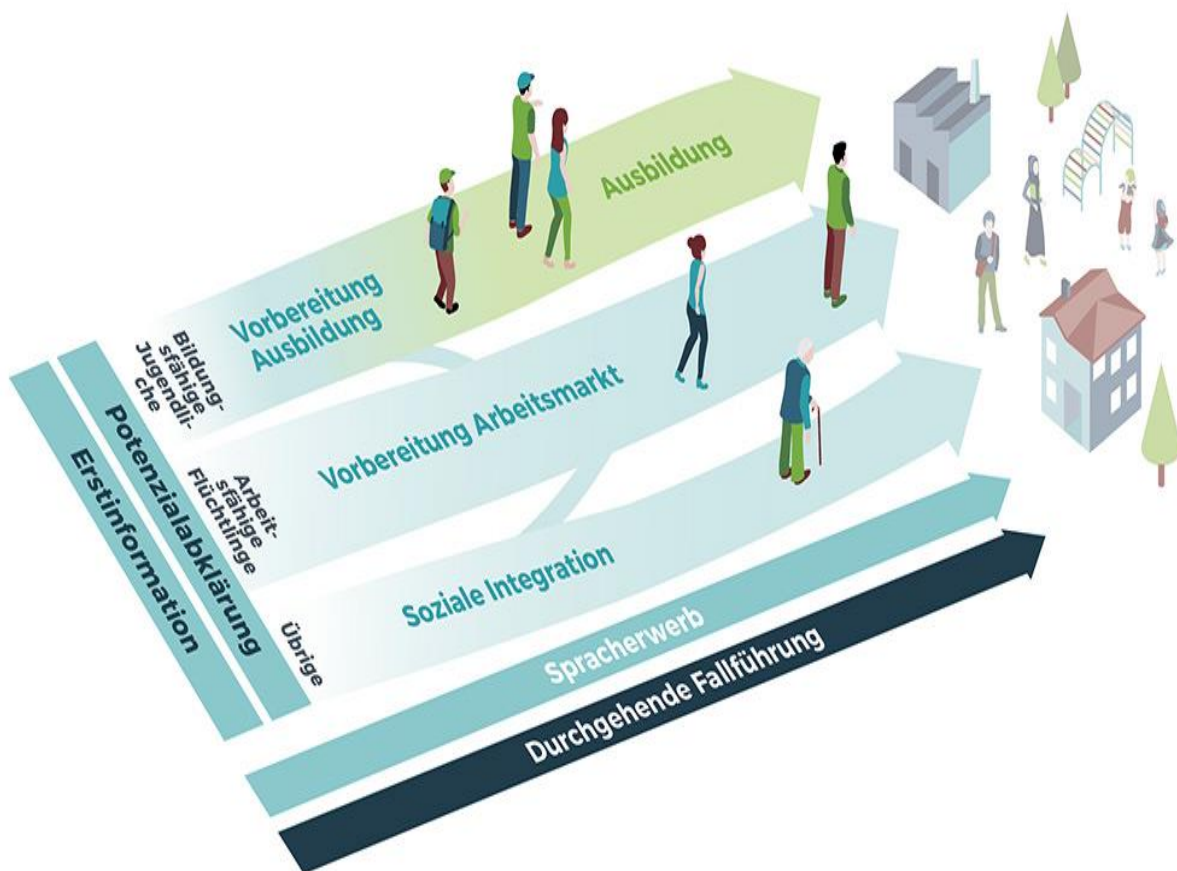 Erstinformation
Potenzialabklärung
Bildung-
sfähige
Jugendli-
che
Vorbereitung
Ausbildung
Ausbildung
Arbeit-
sfähige
Flüchtlinge
Vorbereitung Arbeitsmarkt
Übrige
Soziale Integration
Spracherwerb
Durchgehende Fallführung